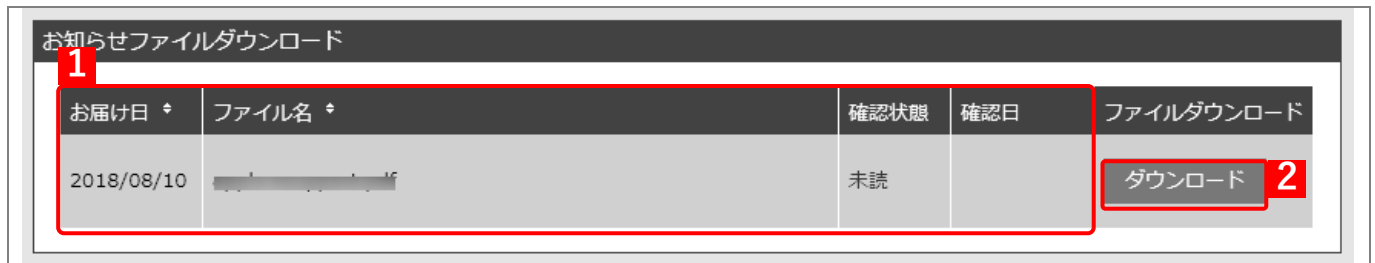 お知らせファイルダウンロード
1
お届け日 ファイル名 確認状態 確認日 ファイルダウンロード
2018/08/10 未読 ダウンロード 2